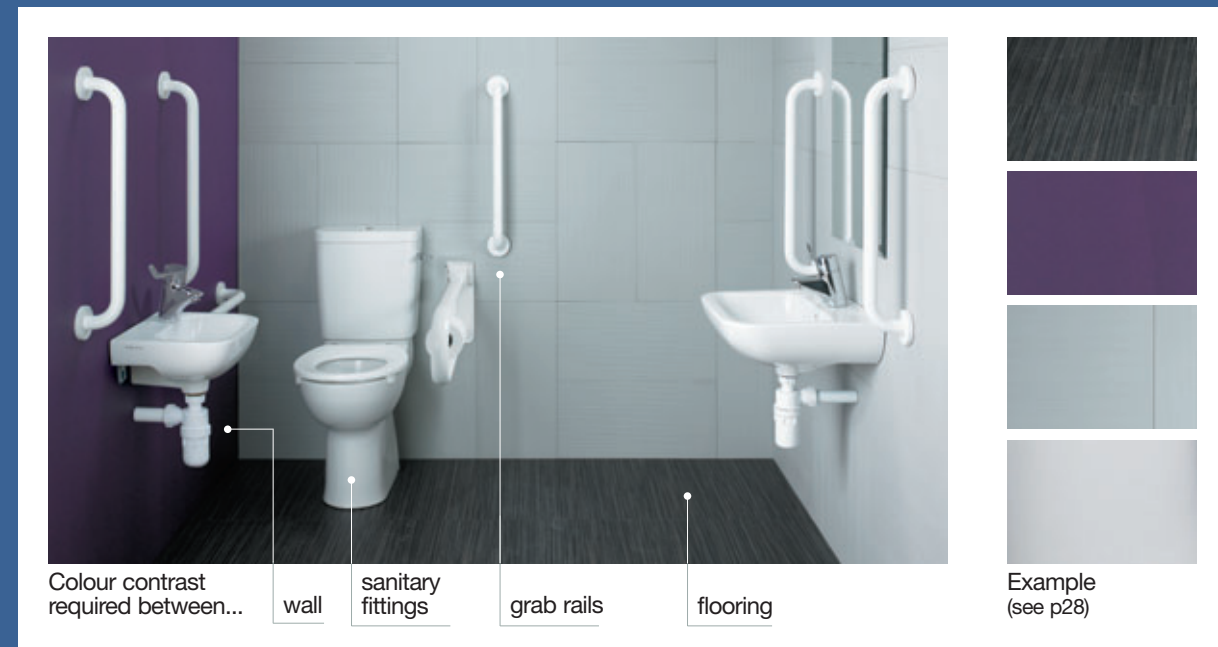 Colour contrast
required between...
wall
sanitary
fittings
grab rails
flooring
Example
(see p28)